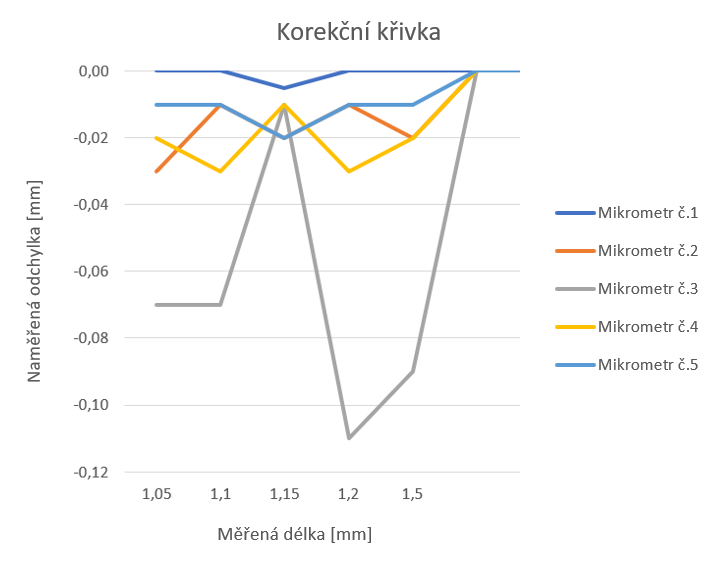 Korekční křivka
0,00
-0,02
-0,04
-0,06
-0,08
-0,10
-0,12
Naměřená odchylka [mm]
1,05 1,1 1,15 1,2 1,5
Měřená délka [mm]
Mikrometr č.1
Mikrometr č.2
Mikrometr č.3
Mikrometr č.4
Mikrometr č.5